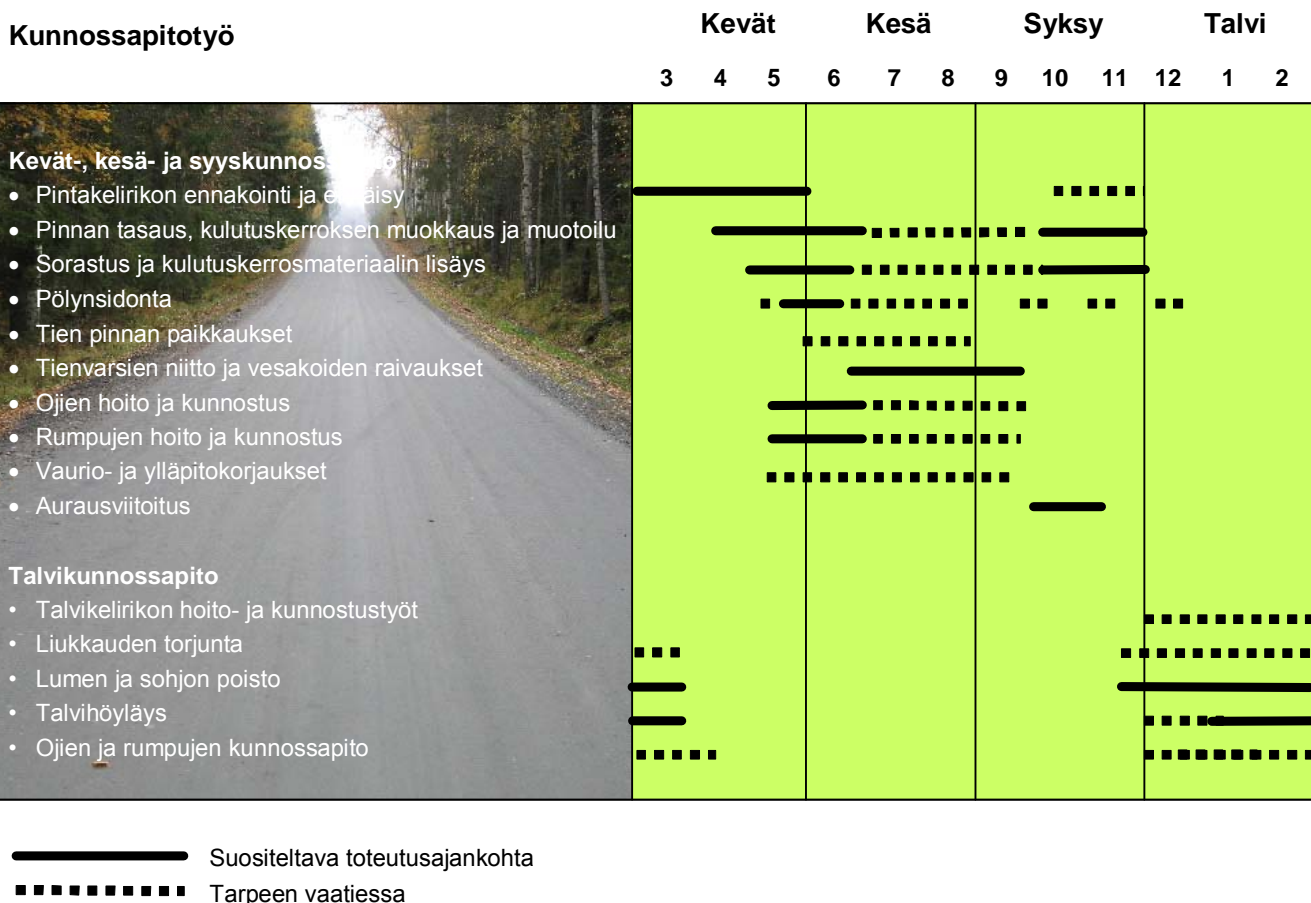 Kunnossapitotyö
Kevät Kesä Syksy Talvi
3 4 5 6 7 8 9 10 11 12 1 2
Kevät-, kesä- ja syyskunnossapito
• Pintakelirikon ennakointi ja estäisy
• Pinnan tasaus, kulutuskerroksen muokkaus ja muotoilu
• Sorastus ja kulutuskerrosmateriaalin lisäys
• Pölynsidonta
• Tien pinnan paikkaukset
• Tienvarsien niitto ja vesakoiden raivaukset
• Ojien hoito ja kunnostus
• Rumpujen hoito ja kunnostus
• Vaurio- ja ylläpitokorjaukset
• Aurausviitoitus
Talvikunnossapito
• Talvikelirikon hoito- ja kunnostustyöt
• Liukkauden torjunta
• Lumen ja sohjon poisto
• Talvihöyläys
• Ojien ja rumpujen kunnossapito
Suositeltava toteutusajankohta
Tarpeen vaatiessa